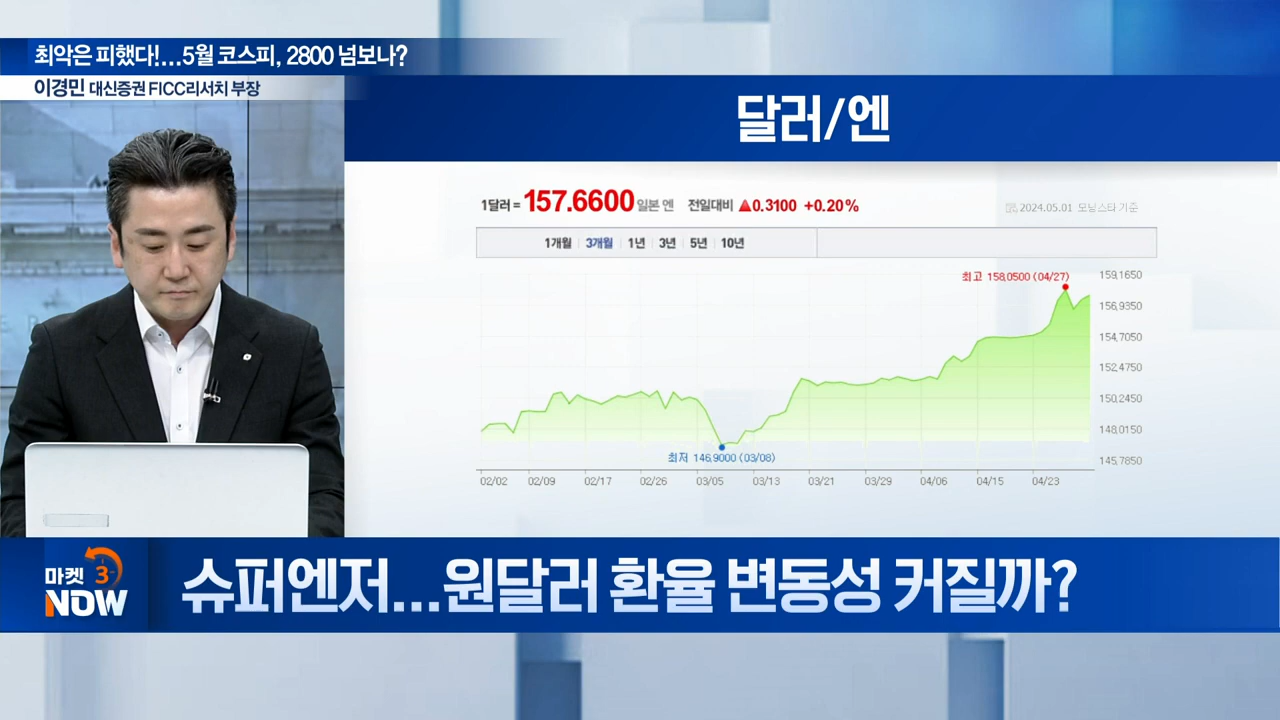 최악은 피했다!...5월 코스피, 2800 넘보나?
이경민 대신증권 FICC리서치 부장
달러/엔
1달러 = 157.6600 일본 엔 전일대비 ▲0.3100 +0.20%
2024.05.01 모닝스타 기준
1개월 3개월 1년 3년 5년 10년
최고 158.0500 (04/27)
159.1650
156.9350
154.7050
152.4750
150.2450
148.0150
145.7850
최저 146.9000 (03/08)
02/02 02/09 02/17 02/26 03/05 03/13 03/21 03/29 04/06 04/15 04/23
마켓 3
NOW
슈퍼엔저...원달러 환율 변동성 커질까?